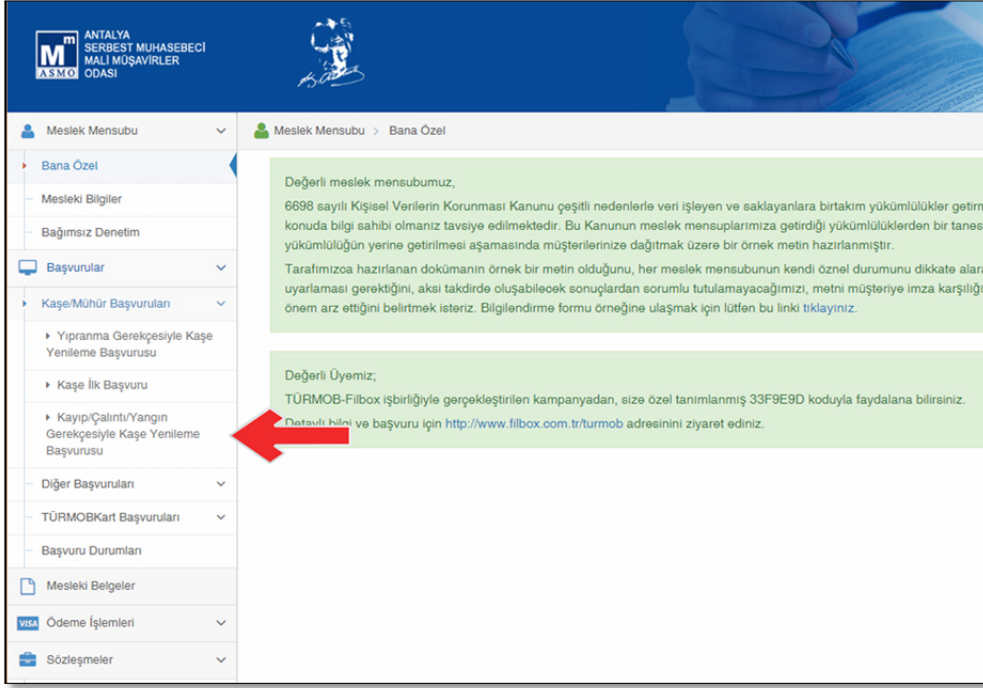 ANTALYA
SERBEST MUHASEBECİ
MALİ MÜŞAVİRLER
ODASI
Mm
ASMO
Meslek Mensubu
Bana Özel
Mesleki Bilgiler
Bağımsız Denetim
Başvurular
Kaşe/Mühür Başvuruları
Yıpranma Gerekçesiyle Kaşe
Yenileme Başvurusu
Kaşe İlk Başvuru
Kayıp/Çalıntı/Yangın
Gerekçesiyle Kaşe Yenileme
Başvurusu
Diğer Başvuruları
TÜRMOBKart Başvuruları
Başvuru Durumları
Mesleki Belgeler
VISA Ödeme İşlemleri
Sözleşmeler
Meslek Mensubu > Bana Özel
Değerli meslek mensubumuz,
6698 sayılı Kişisel Verilerin Korunması Kanunu çeşitli nedenlerle veri işleyen ve saklayanlara birtakım yükümlülükler getirm
konuda bilgi sahibi olmanız tavsiye edilmektedir. Bu Kanunun meslek mensuplarımıza getirdiği yükümlülüklerden bir tanes
yükümlülüğün yerine getirilmesi aşamasında müşterilerinize dağıtmak üzere bir örnek metin hazırlanmıştır.
Tarafımızca hazırlanan dokümanın örnek bir metin olduğunu, her meslek mensubunun kendi öznel durumunu dikkate alara
uyarlaması gerektiğini, aksi takdirde oluşabilecek sonuçlardan sorumlu tutulamayacağımızı, metni müşteriye imza karşılığı
önem arz ettiğini belirtmek isteriz. Bilgilendirme formu örneğine ulaşmak için lütfen bu linki tıklayınız.
Değerli Üyemiz;
TÜRMOB-Filbox işbirliğiyle gerçekleştirilen kampanyadan, size özel tanımlanmış 33F9E9D koduyla faydalana bilirsiniz.
Detaylı bilgi ve başvuru için http://www.filbox.com.tr/turmob adresinini ziyaret ediniz.